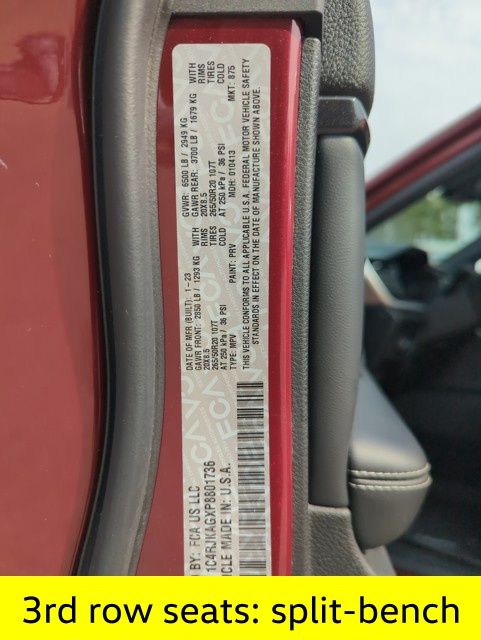 BY: FCA US LLC
DATE OF MFR (BUILT): 1-23
GVWR: 6500 LB / 2949 KG
GAWR FRONT: 2850 LB / 1293 KG WITH
GAWR REAR: 3700 LB / 1679 KG WITH
20X8.5 RIMS
20X8.5 RIMS
265/50R20 107T TIRES
265/50R20 107T TIRES
AT 250 kPa / 36 PSI COLD
AT 250 kPa / 36 PSI COLD
TYPE: MPV PAINT: PRV MDH: 010413 MKT: 875
THIS VEHICLE CONFORMS TO ALL APPLICABLE U.S.A. FEDERAL MOTOR VEHICLE SAFETY
STANDARDS IN EFFECT ON THE DATE OF MANUFACTURE SHOWN ABOVE.
1C4RJKAGXP8801736
MADE IN: U.S.A.
3rd row seats: split-bench